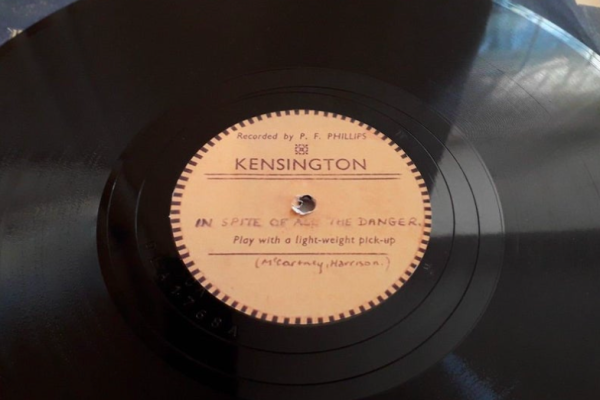 Recorded by P. F. PHILLIPS
KENSINGTON
IN SPITE OF ALL THE DANGER.
Play with a light-weight pick-up
(McCartney, Harrison.)